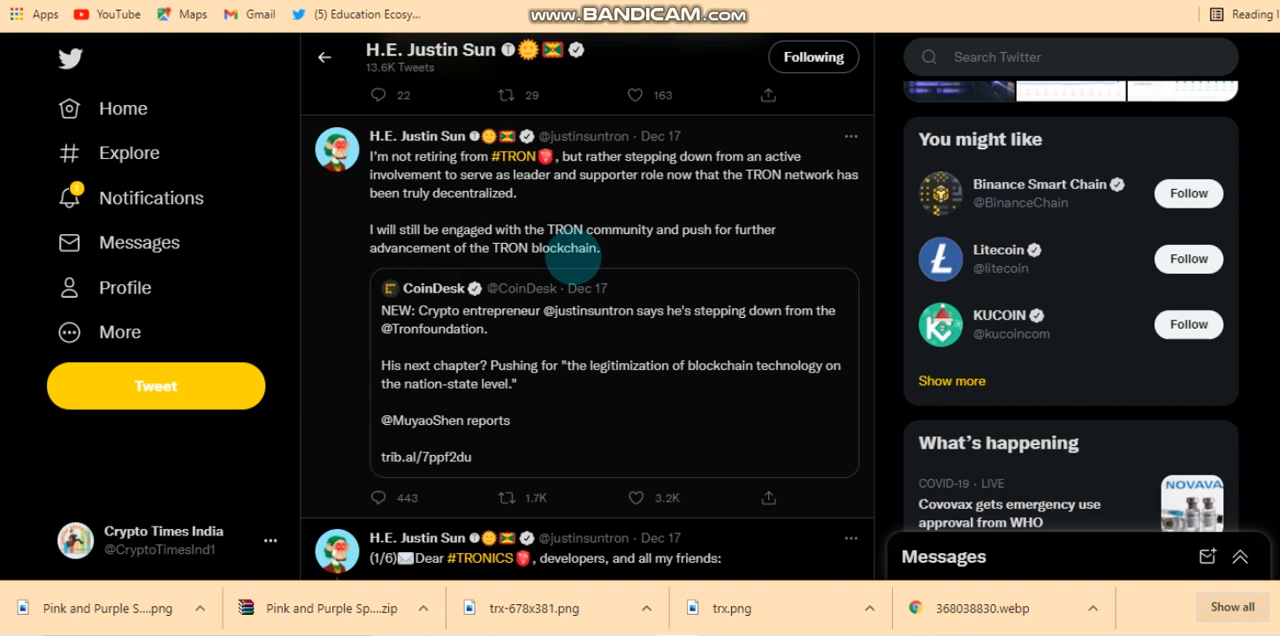 Apps
YouTube
Maps
Gmail
(5) Education Ecosy...
www.BANDICAM.com
Reading
H.E. Justin Sun
13.6K Tweets
Following
Search Twitter
22
29
163
Home
Explore
1
Notifications
Messages
Profile
More
Tweet
Crypto Times India
@CryptoTimesInd1
...
H.E. Justin Sun @justinsuntron · Dec 17
I'm not retiring from #TRON, but rather stepping down from an active
involvement to serve as leader and supporter role now that the TRON network has
been truly decentralized.
I will still be engaged with the TRON community and push for further
advancement of the TRON blockchain.
CoinDesk @CoinDesk · Dec 17
NEW: Crypto entrepreneur @justinsuntron says he's stepping down from the
@Tronfoundation.
His next chapter? Pushing for "the legitimization of blockchain technology on
the nation-state level."
@MuyaoShen reports
trib.al/7ppf2du
443
1.7K
3.2K
H.E. Justin Sun @justinsuntron · Dec 17
(1/6)Dear #TRONICS, developers, and all my friends:
You might like
Binance Smart Chain
@BinanceChain
Follow
Litecoin
@litecoin
Follow
KUCOIN
@kucoincom
Follow
Show more
What's happening
COVID-19 · LIVE
Covovax gets emergency use
approval from WHO
NOVAVA
Messages
Pink and Purple S....png
Pink and Purple Sp....zip
trx-678x381.png
trx.png
368038830.webp
Show all